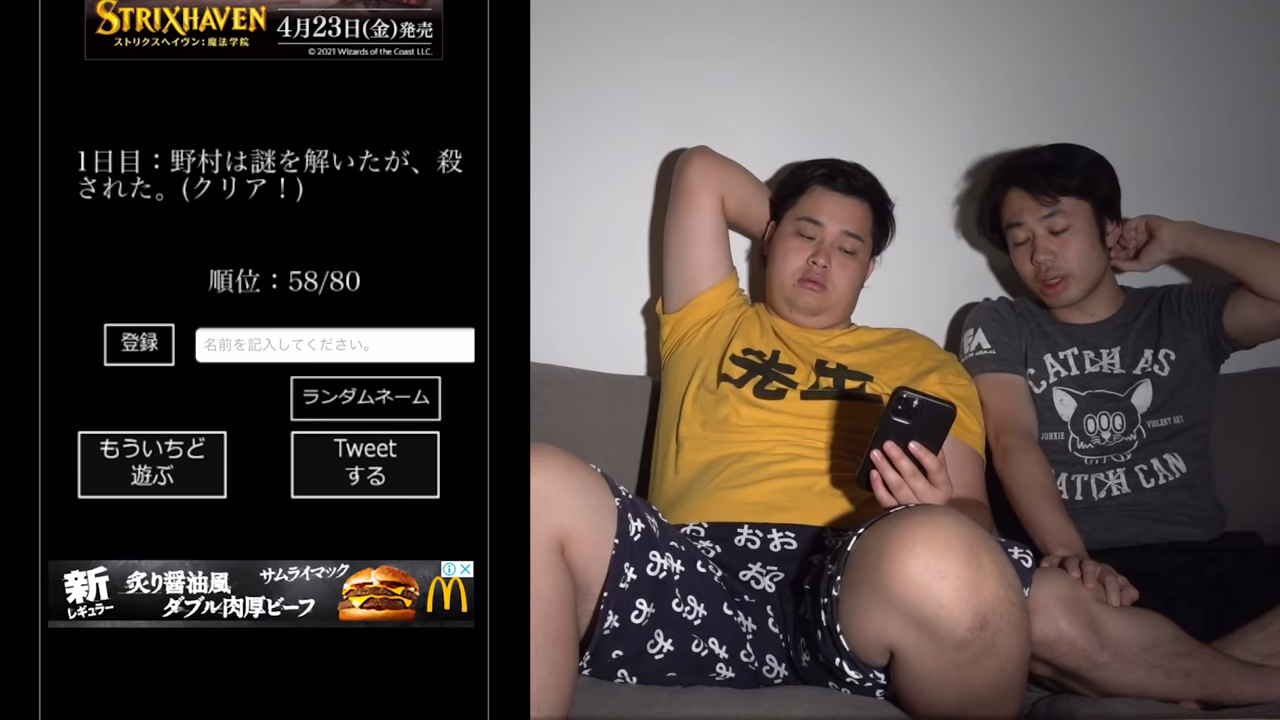 STRIXHAVEN
ストリクスヘイヴン:魔法学院
4月23日(金)発売
© 2021 Wizards of the Coast LLC.
1日目：野村は謎を解いたが、殺
された。(クリア！)
順位：58/80
登録
名前を記入してください。
ランダムネーム
もういちど
遊ぶ
Tweet
する
新
レギュラー
炙り醤油風
ダブル肉厚ビーフ
サムライマック
先生
おお
CATCH AS
JUNKIE
VIOLENT ART
CATCH CAN